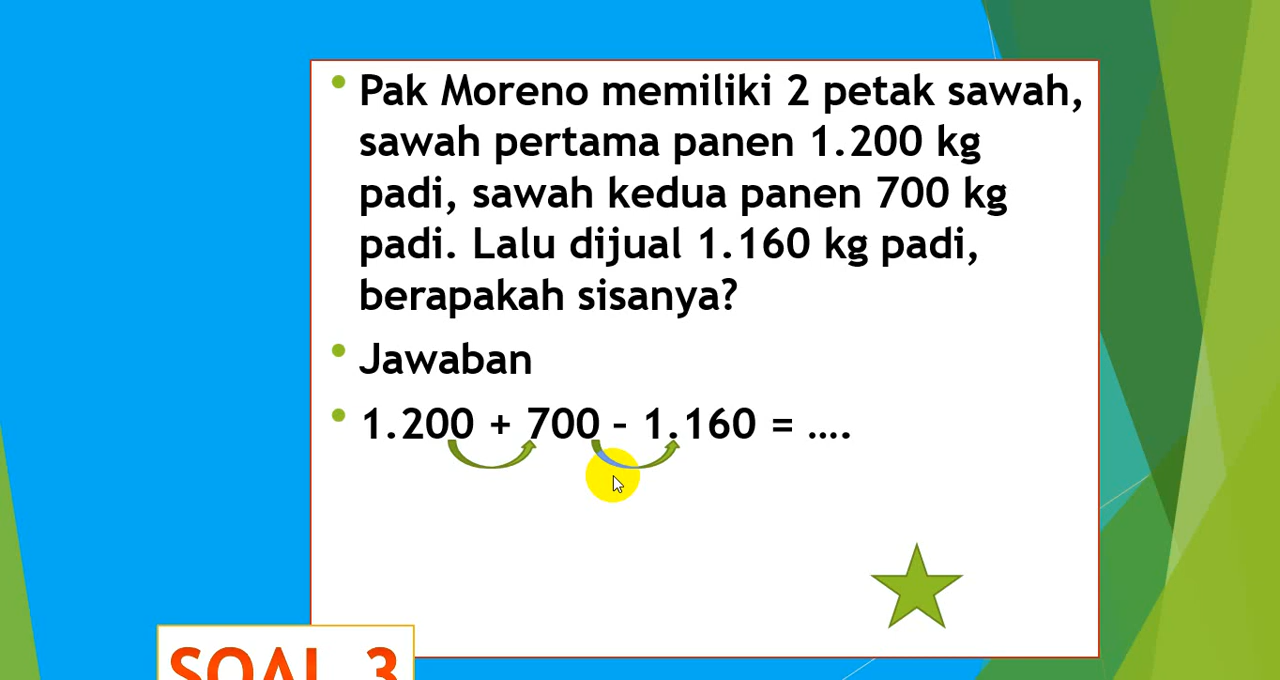 • Pak Moreno memiliki 2 petak sawah,
sawah pertama panen 1.200 kg
padi, sawah kedua panen 700 kg
padi. Lalu dijual 1.160 kg padi,
berapakah sisanya?
• Jawaban
• 1.200 + 700 – 1.160 = ....
SOAL 3